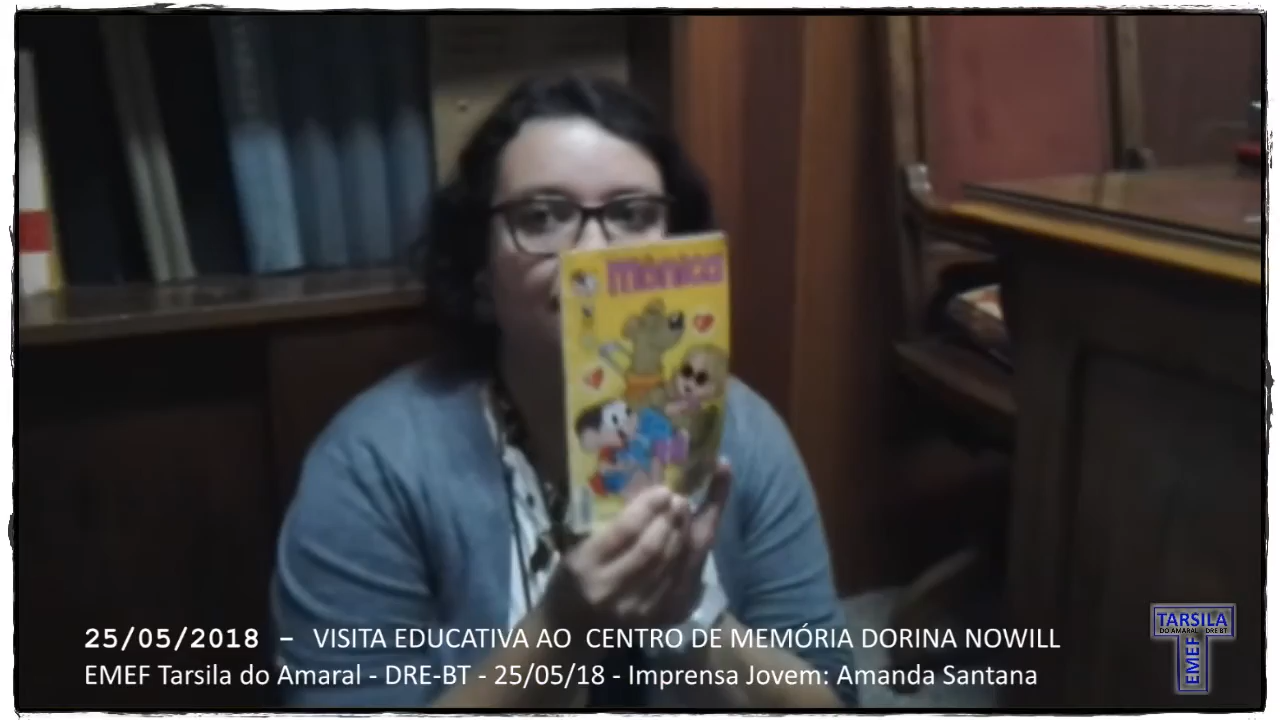 Mônica
25/05/2018 – VISITA EDUCATIVA AO CENTRO DE MEMÓRIA DORINA NOWILL
EMEF Tarsila do Amaral - DRE-BT - 25/05/18 - Imprensa Jovem: Amanda Santana
TARSILA
DO AMARAL DRE BT
EMEF